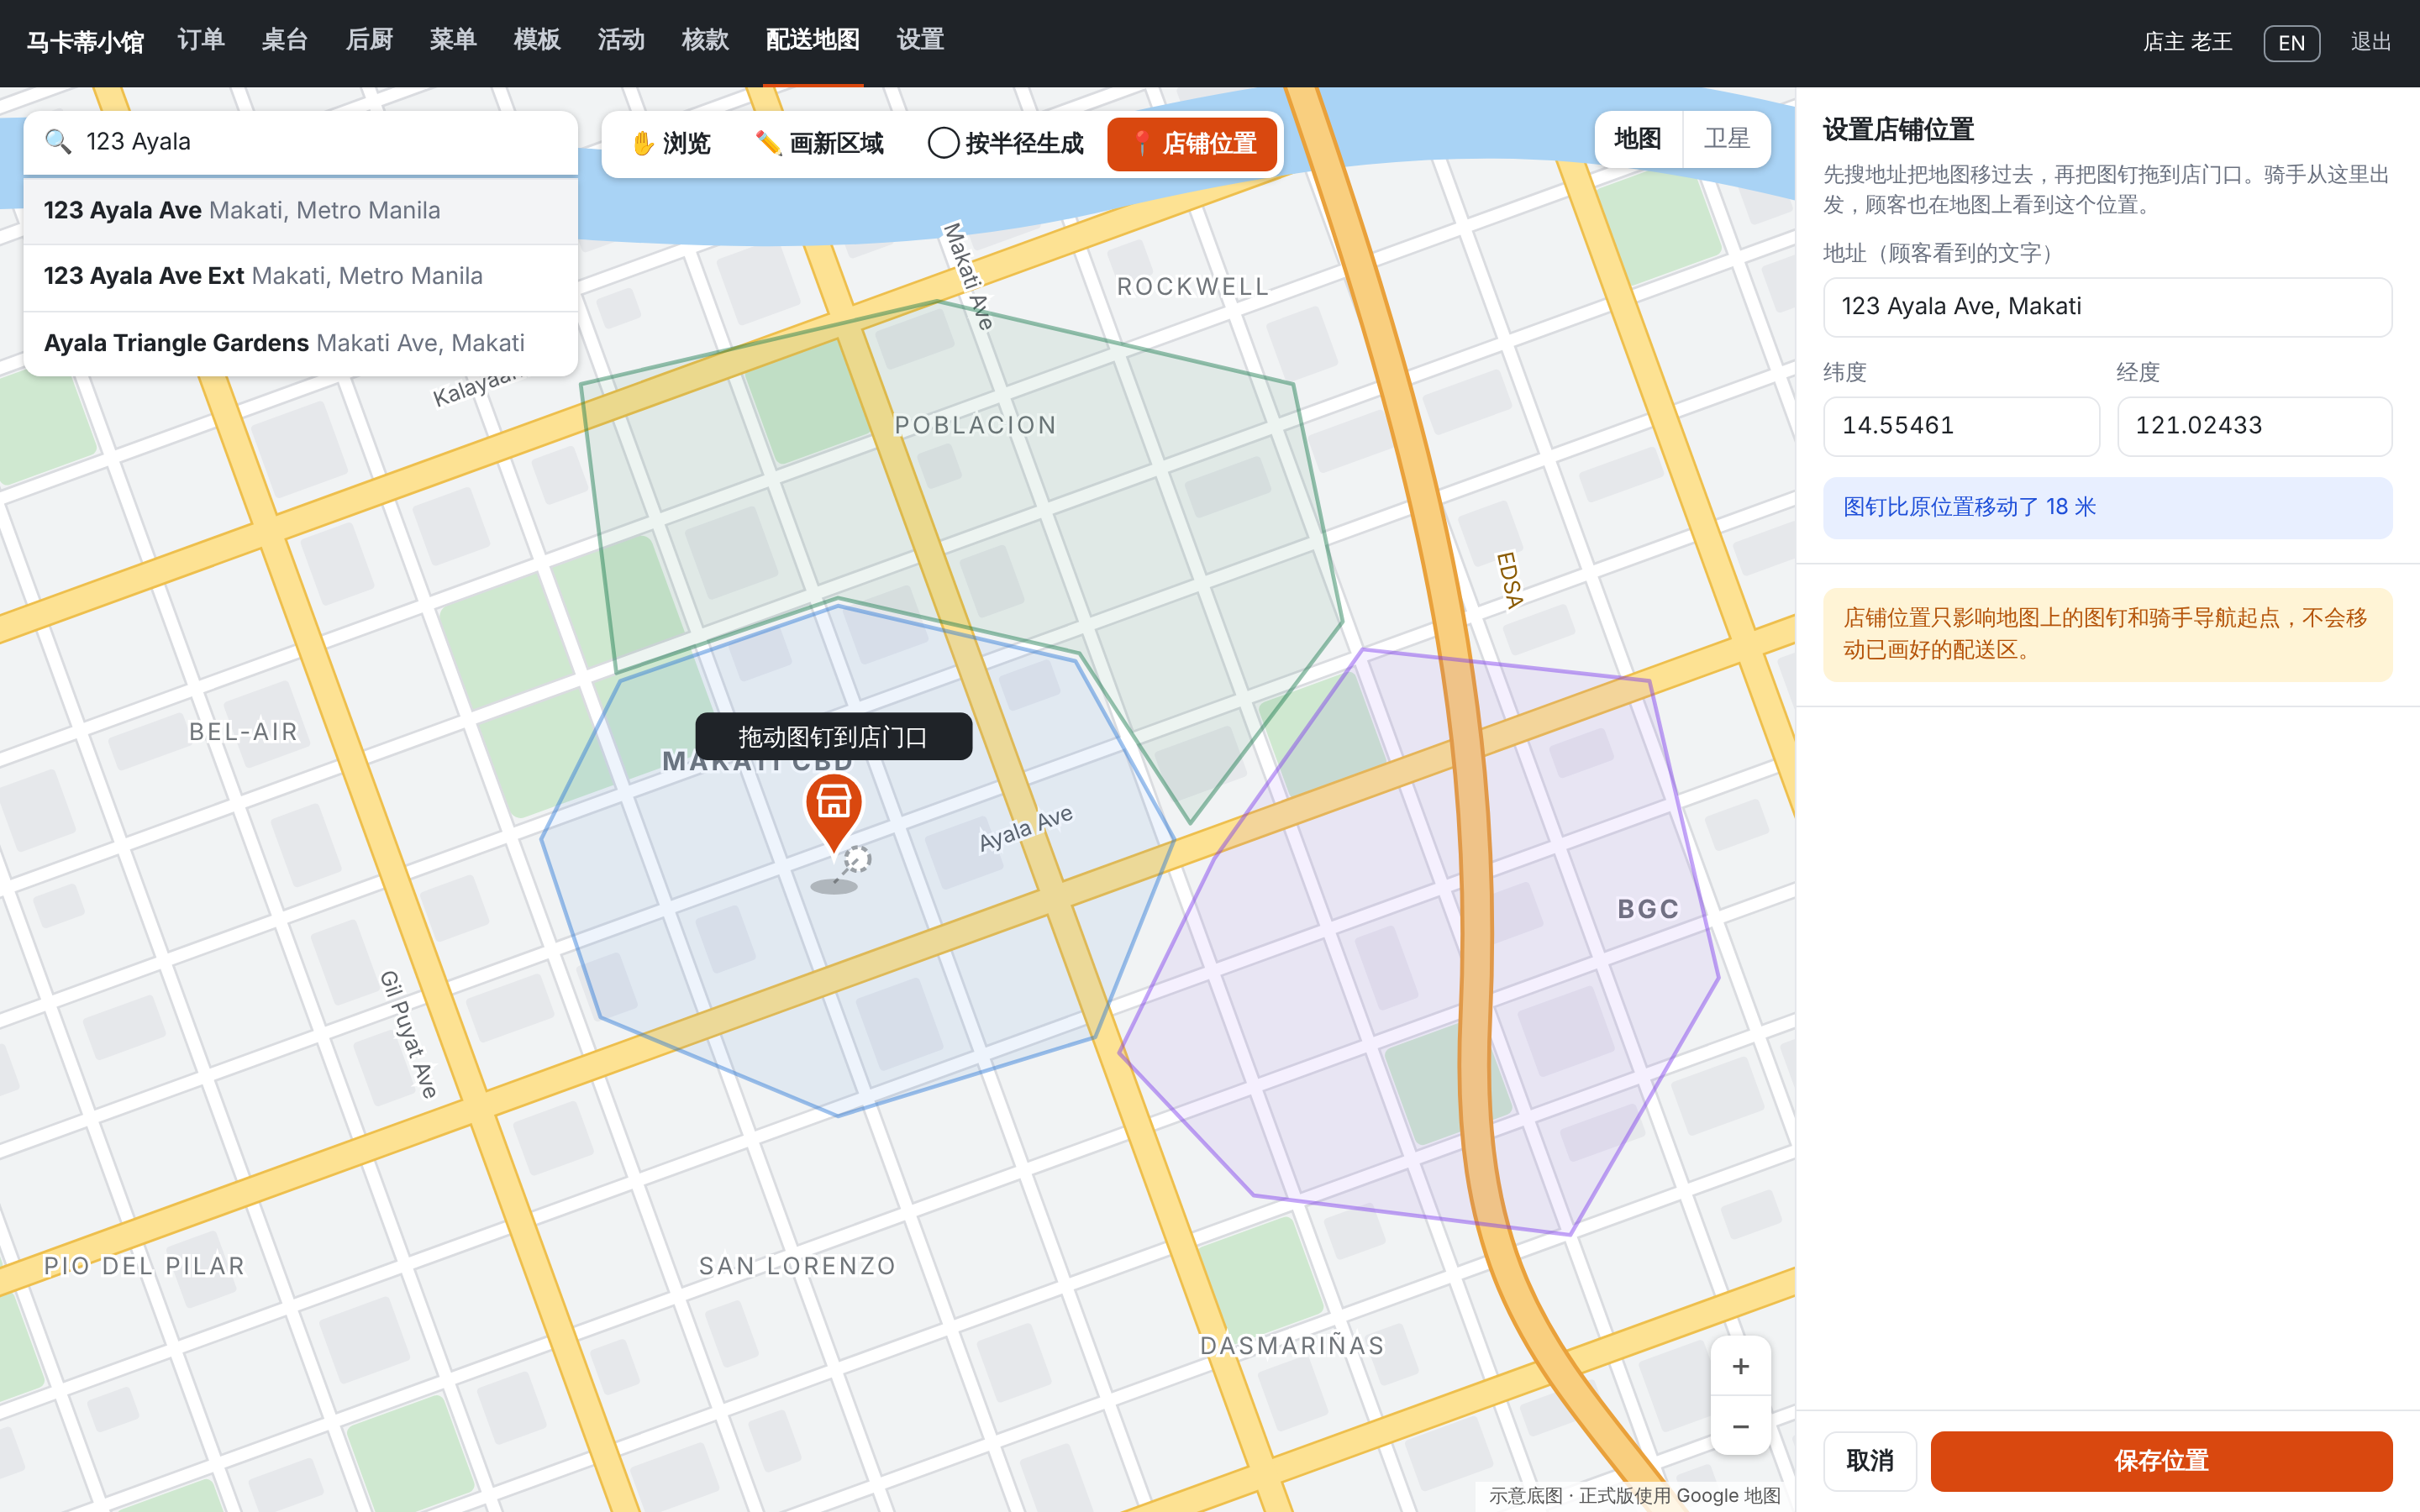 马卡蒂小馆 订单 桌台 后厨 菜单 模板 活动 核款 配送地图 设置 店主 老王 EN 退出
123 Ayala
浏览 画新区域 按半径生成 店铺位置
地图 卫星
123 Ayala Ave Makati, Metro Manila
123 Ayala Ave Ext Makati, Metro Manila
Ayala Triangle Gardens Makati Ave, Makati
Makati Ave
ROCKWELL
POBLACION
EDSA
BEL-AIR
拖动图钉到店门口
MAKATI CBD
Ayala Ave
BGC
Gil Puyat Ave
PIO DEL PILAR
SAN LORENZO
DASMARIÑAS
+
−
示意底图 · 正式版使用 Google 地图
设置店铺位置
先搜地址把地图移过去，再把图钉拖到店门口。骑手从这里出
发，顾客也在地图上看到这个位置。
地址（顾客看到的文字）
123 Ayala Ave, Makati
纬度 经度
14.55461 121.02433
图钉比原位置移动了 18 米
店铺位置只影响地图上的图钉和骑手导航起点，不会移
动已画好的配送区。
取消 保存位置